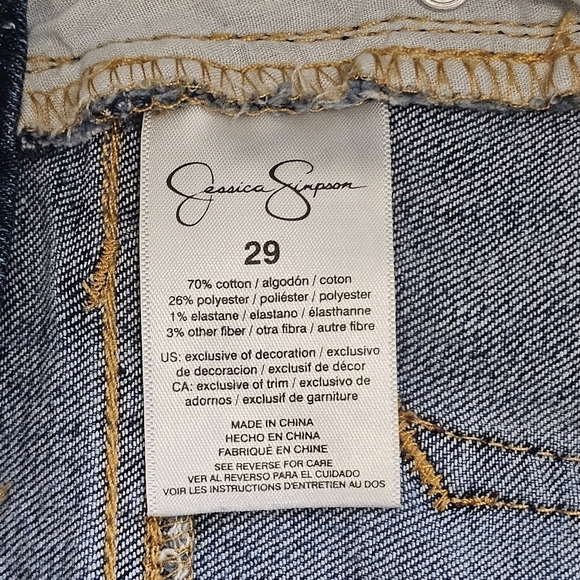 Jessica Simpson
29
70% cotton / algodón / coton
26% polyester / poliéster / polyester
1% elastane / elastano / élasthanne
3% other fiber / otra fibra / autre fibre
US: exclusive of decoration / exclusivo
de decoracion / exclusif de décor
CA: exclusive of trim / exclusivo de
adornos / exclusif de garniture
MADE IN CHINA
HECHO EN CHINA
FABRIQUÉ EN CHINE
SEE REVERSE FOR CARE
VER AL REVERSO PARA EL CUIDADO
VOIR LES INSTRUCTIONS D'ENTRETIEN AU DOS